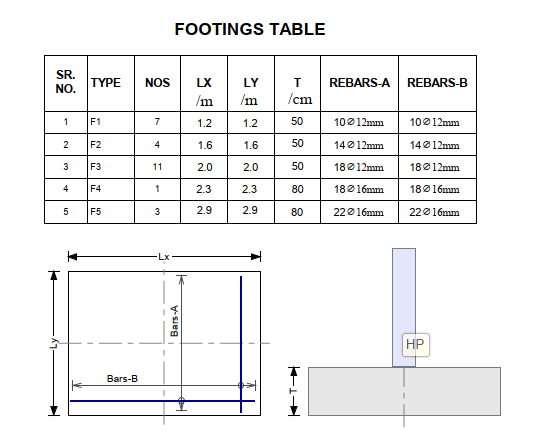 FOOTINGS TABLE
SR. NO. TYPE NOS LX /m LY /m T /cm REBARS-A REBARS-B
1 F1 7 1.2 1.2 50 10∅12mm 10∅12mm
2 F2 4 1.6 1.6 50 14∅12mm 14∅12mm
3 F3 11 2.0 2.0 50 18∅12mm 18∅12mm
4 F4 1 2.3 2.3 80 18∅16mm 18∅16mm
5 F5 3 2.9 2.9 80 22∅16mm 22∅16mm
Lx
Ly
Bars-A
Bars-B
HP
T